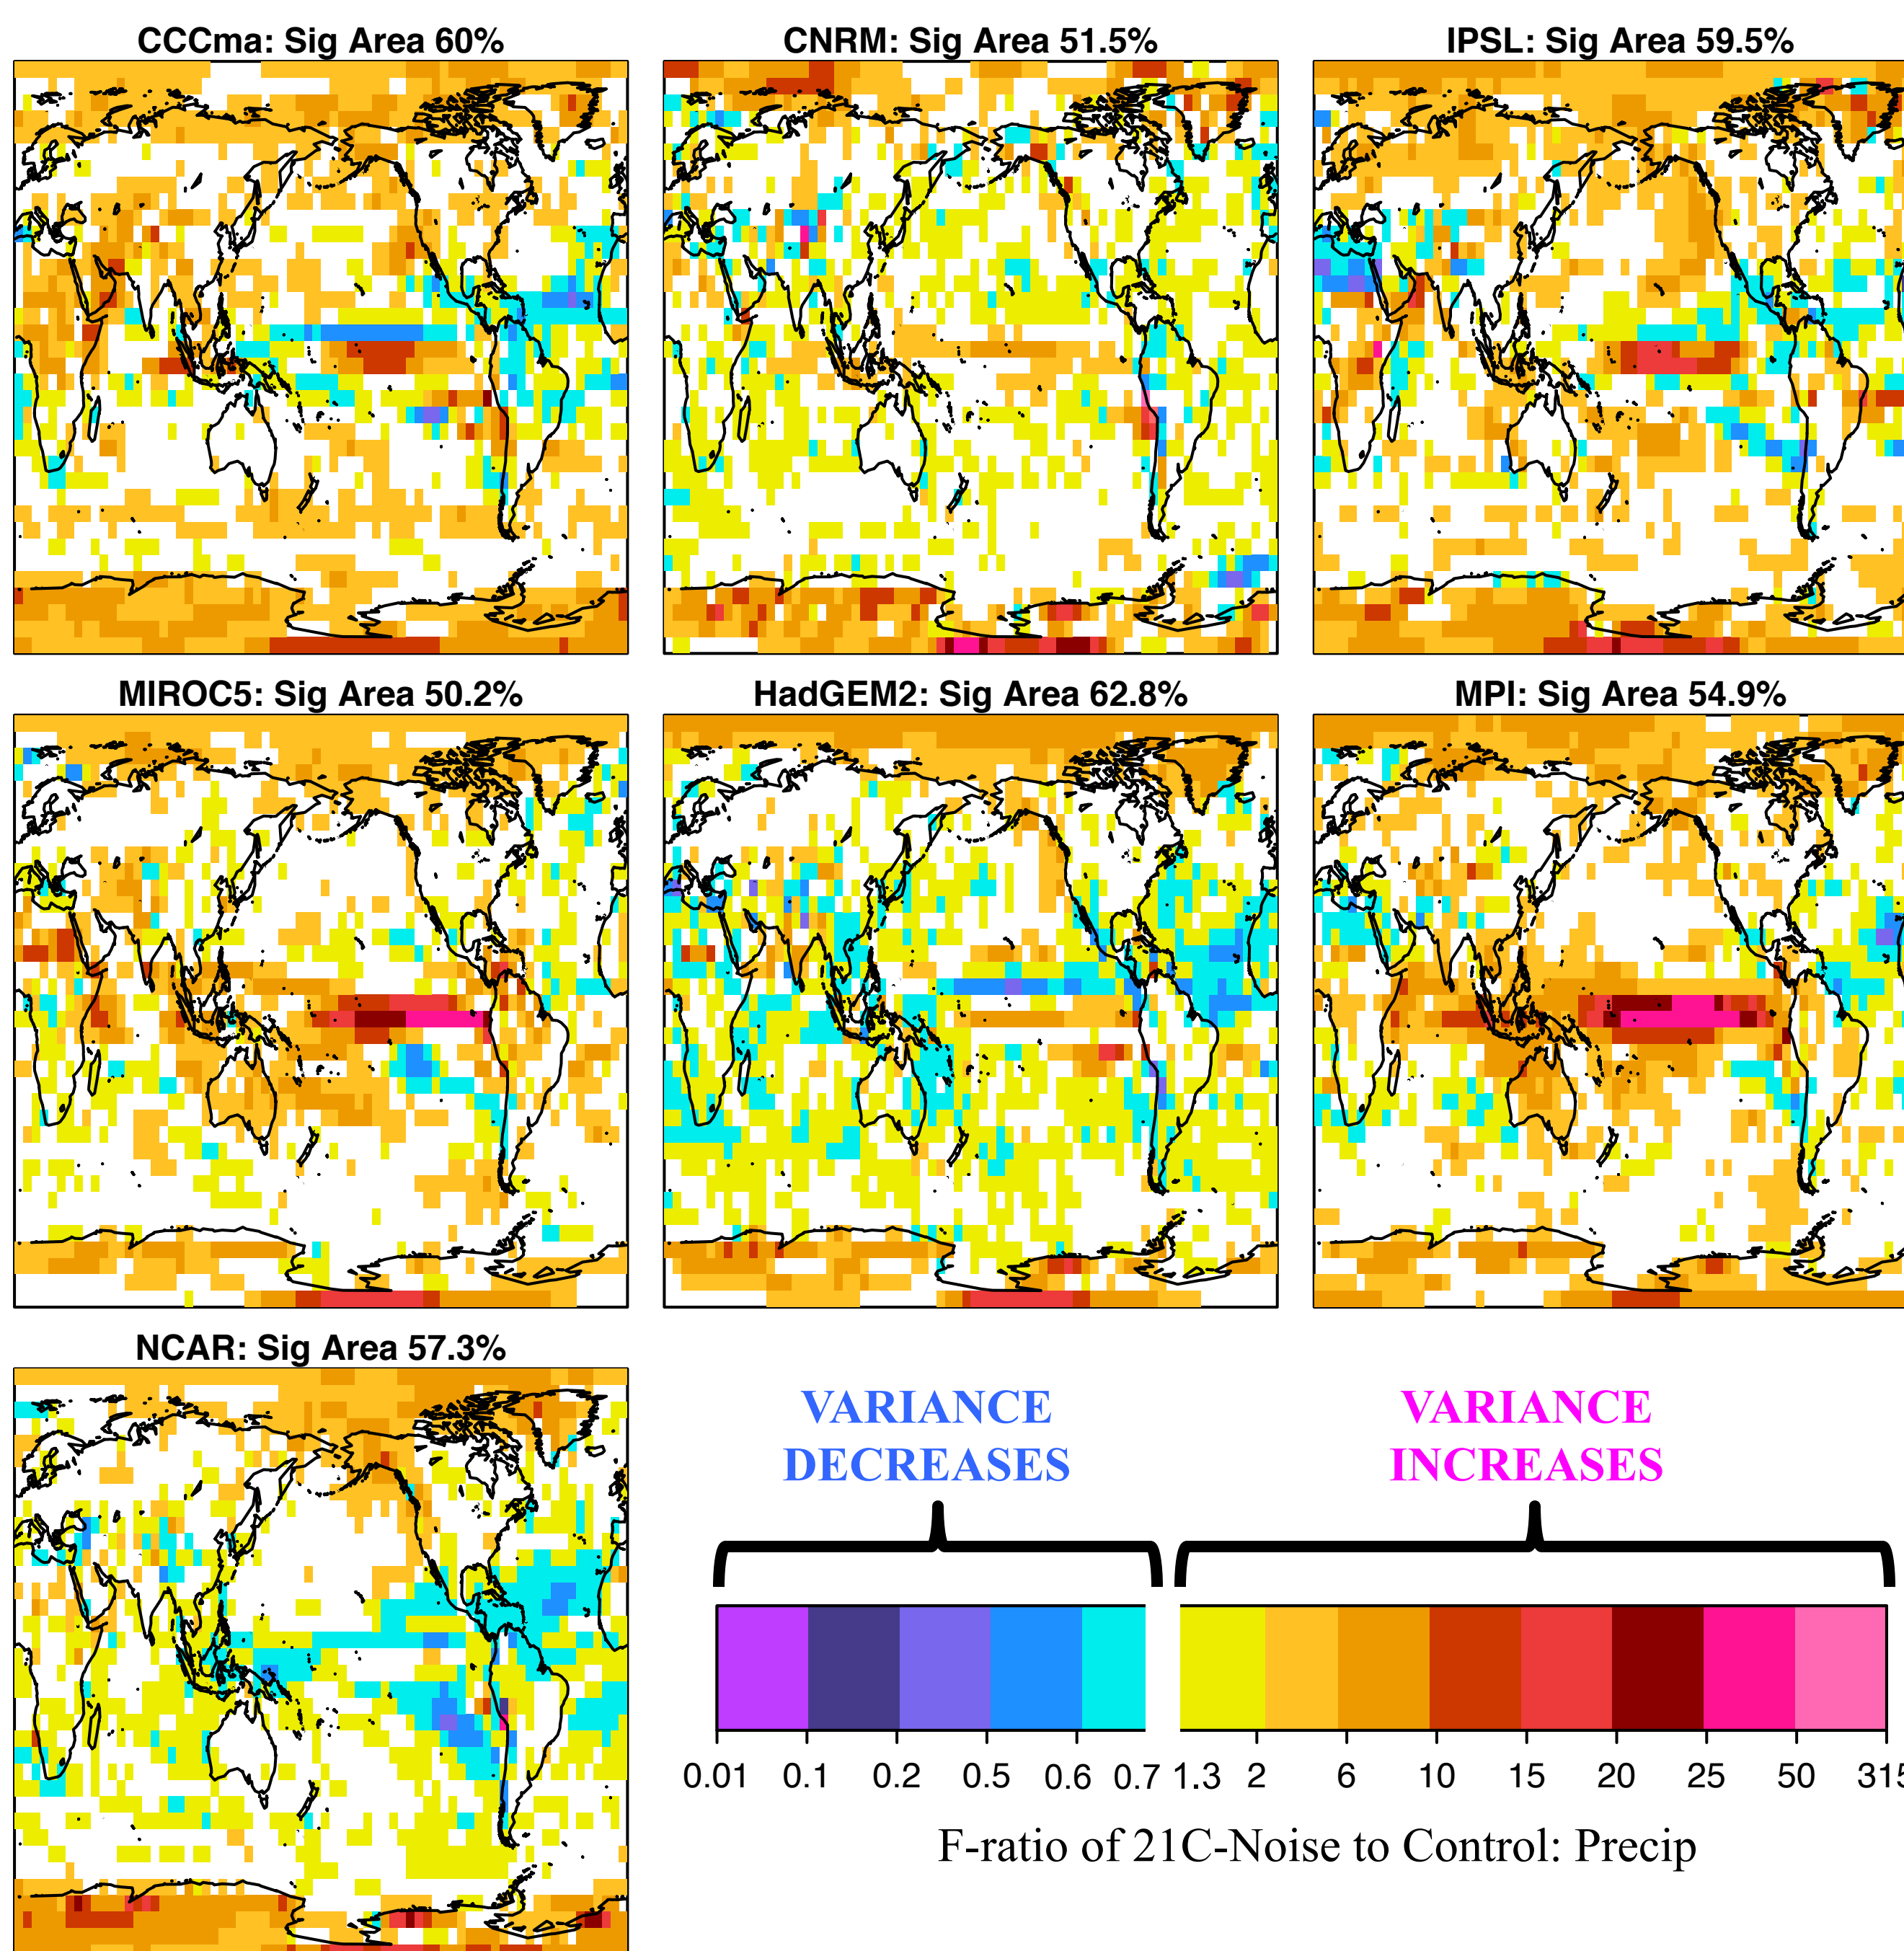 CCCma: Sig Area 60%
CNRM: Sig Area 51.5%
IPSL: Sig Area 59.5%
MIROC5: Sig Area 50.2%
HadGEM2: Sig Area 62.8%
MPI: Sig Area 54.9%
NCAR: Sig Area 57.3%
VARIANCE
DECREASES
VARIANCE
INCREASES
0.01 0.1 0.2 0.5 0.6 0.7 1.3 2 6 10 15 20 25 50 315
F-ratio of 21C-Noise to Control: Precip